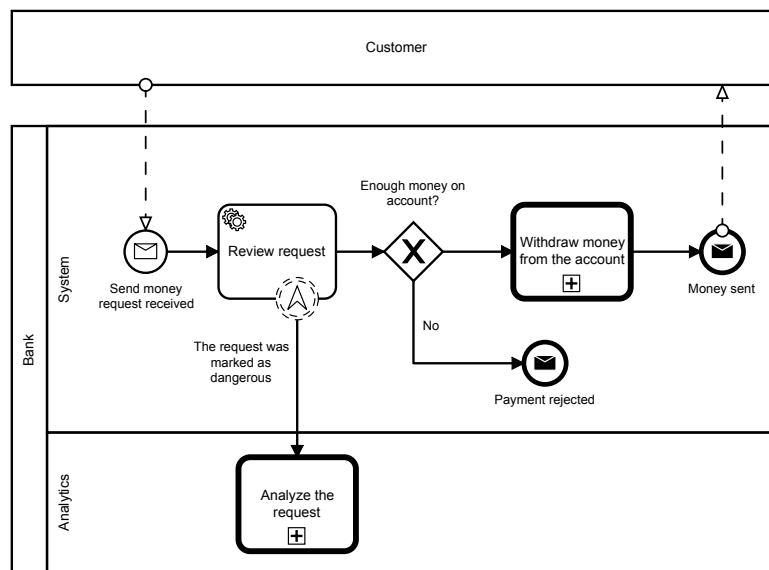 Customer
Bank
System
Enough money on
account?
Review request
Withdraw money
from the account
Send money
request received
Money sent
The request was
marked as
dangerous
No
Payment rejected
Analytics
Analyze the
request